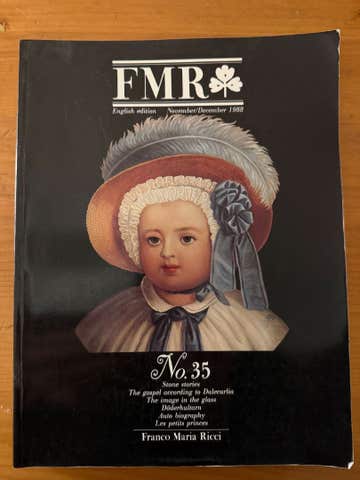 FMR
English edition November/December 1988
No. 35
Stone stories
The gospel according to Dalecarlia
The image in the glass
Döderhultarn
Auto biography
Les petits princes
Franco Maria Ricci